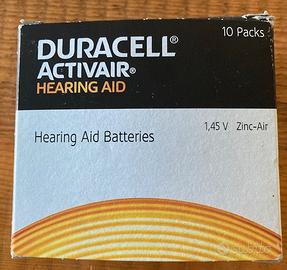 DURACELL®
10 Packs
ACTIVAIR®
HEARING AID
Hearing Aid Batteries
1,45 V Zinc-Air